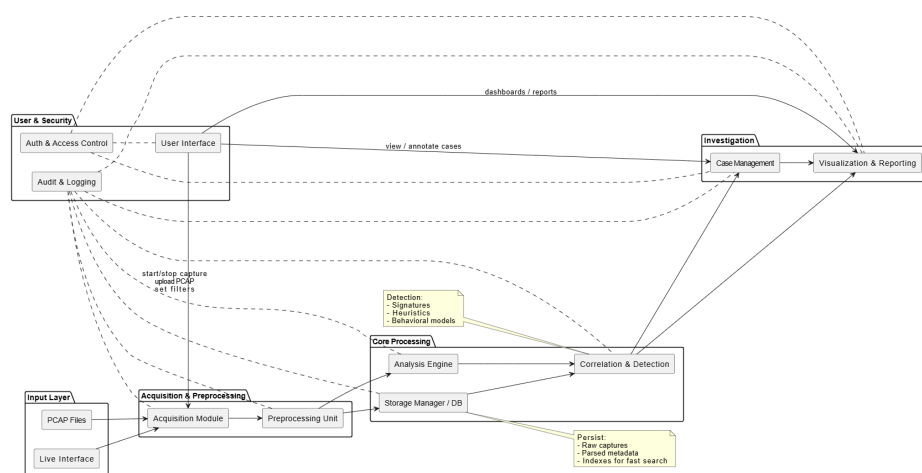 dashboards / reports
User & Security
Auth & Access Control
User Interface
Audit & Logging
view / annotate cases
Investigation
Case Management
Visualization & Reporting
start/stop capture
upload PCAP
set filters
Detection:
- Signatures
- Heuristics
- Behavioral models
Core Processing
Analysis Engine
Correlation & Detection
Storage Manager / DB
Input Layer
PCAP Files
Live Interface
Acquisition & Preprocessing
Acquisition Module
Preprocessing Unit
Persist:
- Raw captures
- Parsed metadata
- Indexes for fast search